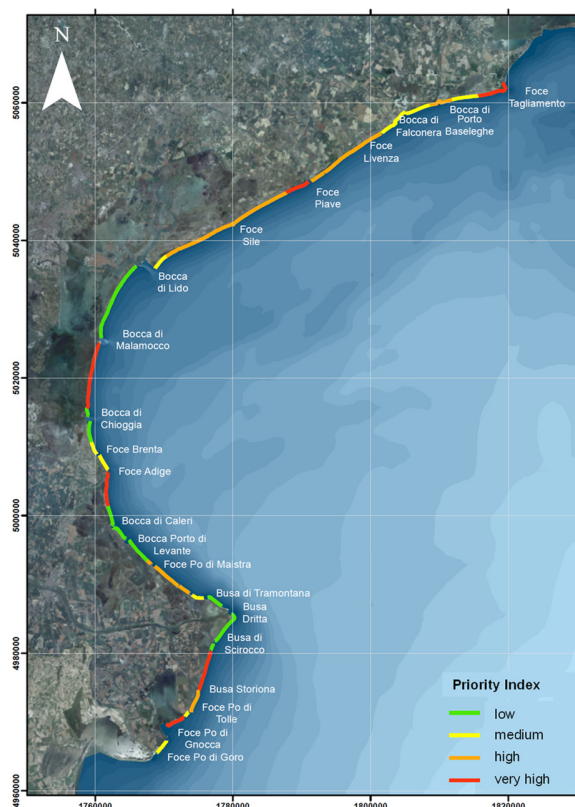 N
5060000
5040000
5020000
5000000
4980000
4960000
Foce
Tagliamento
Bocca di
Porto
Baseleghe
Bocca di
Falconera
Foce
Livenza
Foce
Piave
Foce
Sile
Bocca
di Lido
Bocca di
Malamocco
Bocca di
Chioggia
Foce Brenta
Foce Adige
Bocca di Caleri
Bocca Porto di
Levante
Foce Po di Maistra
Busa di Tramontana
Busa
Dritta
Busa di
Scirocco
Busa Storiona
Foce Po di
Tolle
Foce Po di
Gnocca
Foce Po di Goro
Priority Index
low
medium
high
very high
1760000
1780000
1800000
1820000